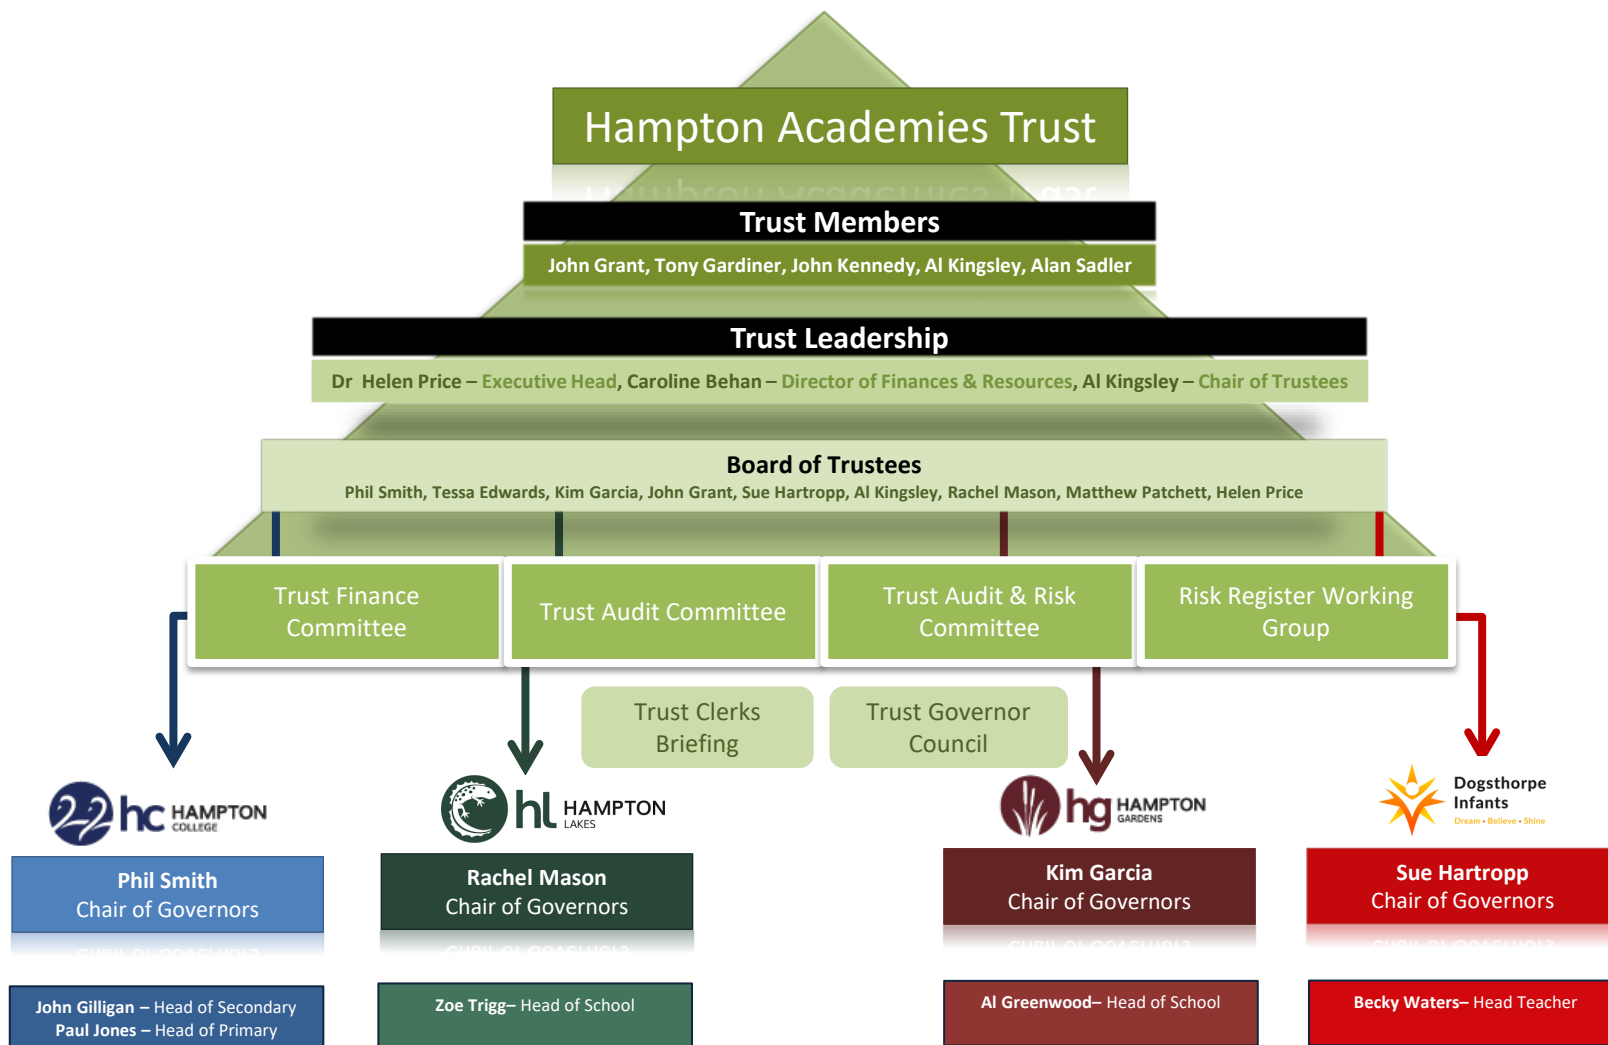 Hampton Academies Trust
Trust Members
John Grant, Tony Gardiner, John Kennedy, Al Kingsley, Alan Sadler
Trust Leadership
Dr Helen Price – Executive Head, Caroline Behan – Director of Finances & Resources, Al Kingsley – Chair of Trustees
Board of Trustees
Phil Smith, Tessa Edwards, Kim Garcia, John Grant, Sue Hartropp, Al Kingsley, Rachel Mason, Matthew Patchett, Helen Price
Trust Finance
Committee
Trust Audit Committee
Trust Audit & Risk
Committee
Risk Register Working
Group
Trust Clerks
Briefing
Trust Governor
Council
hc HAMPTON
COLLEGE
hl HAMPTON
LAKES
hg HAMPTON
GARDENS
Dogsthorpe
Infants
Dream • Believe • Shine
Phil Smith
Chair of Governors
Rachel Mason
Chair of Governors
Kim Garcia
Chair of Governors
Sue Hartropp
Chair of Governors
John Gilligan – Head of Secondary
Paul Jones – Head of Primary
Zoe Trigg– Head of School
Al Greenwood– Head of School
Becky Waters– Head Teacher